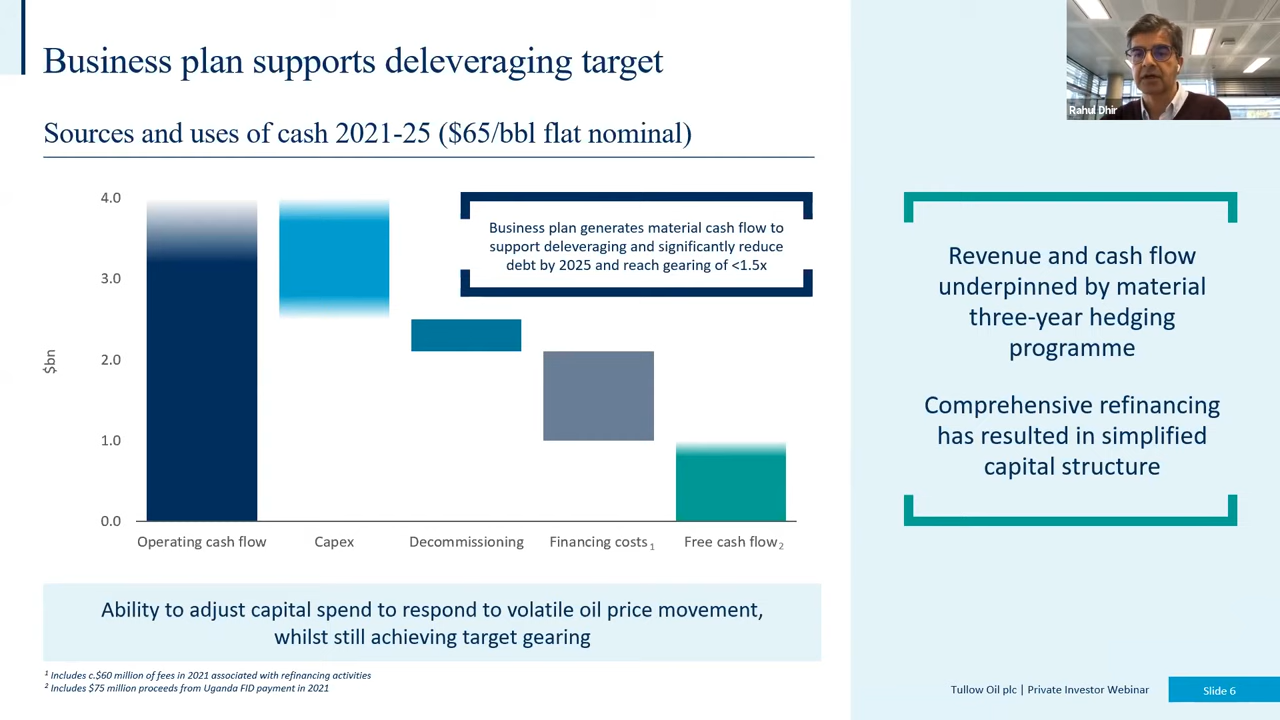 Business plan supports deleveraging target
Rahul Dhir
Sources and uses of cash 2021-25 ($65/bbl flat nominal)
4.0
3.0
2.0
1.0
0.0
$bn
Business plan generates material cash flow to
support deleveraging and significantly reduce
debt by 2025 and reach gearing of <1.5x
Operating cash flow
Capex
Decommissioning
Financing costs 1
Free cash flow 2
Revenue and cash flow
underpinned by material
three-year hedging
programme
Comprehensive refinancing
has resulted in simplified
capital structure
Ability to adjust capital spend to respond to volatile oil price movement,
whilst still achieving target gearing
1 Includes c.$60 million of fees in 2021 associated with refinancing activities
2 Includes $75 million proceeds from Uganda FID payment in 2021
Tullow Oil plc | Private Investor Webinar
Slide 6